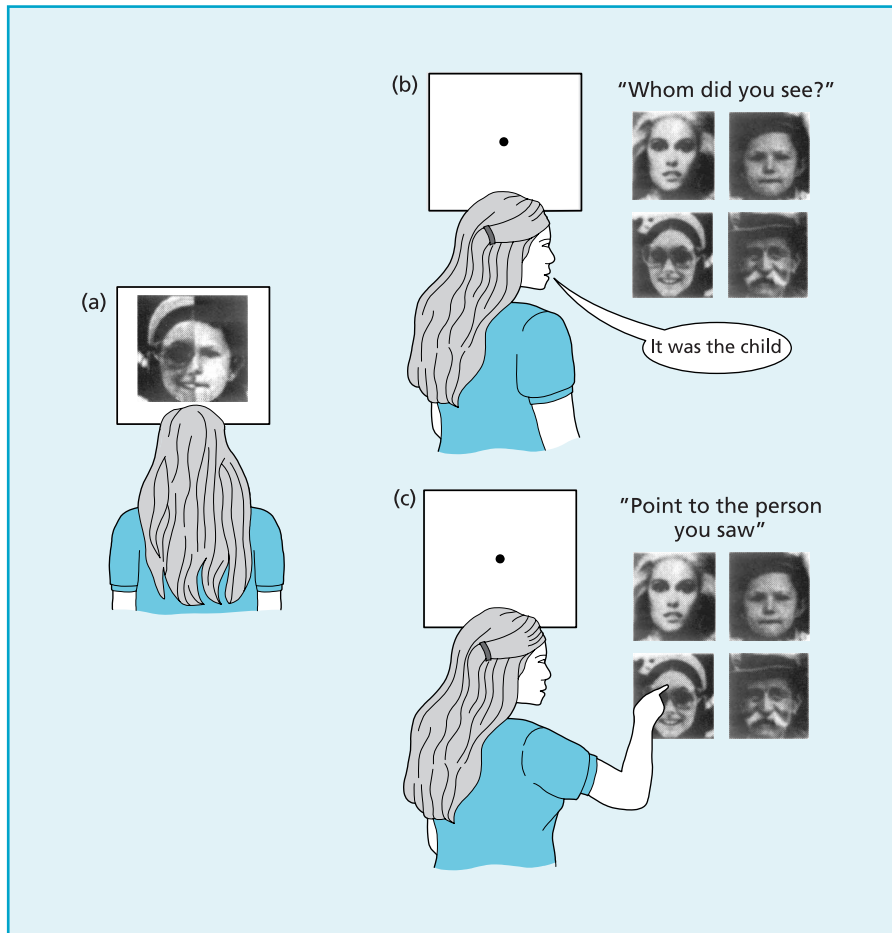 (a)
(b)
"Whom did you see?"
It was the child
(c)
"Point to the person
you saw"